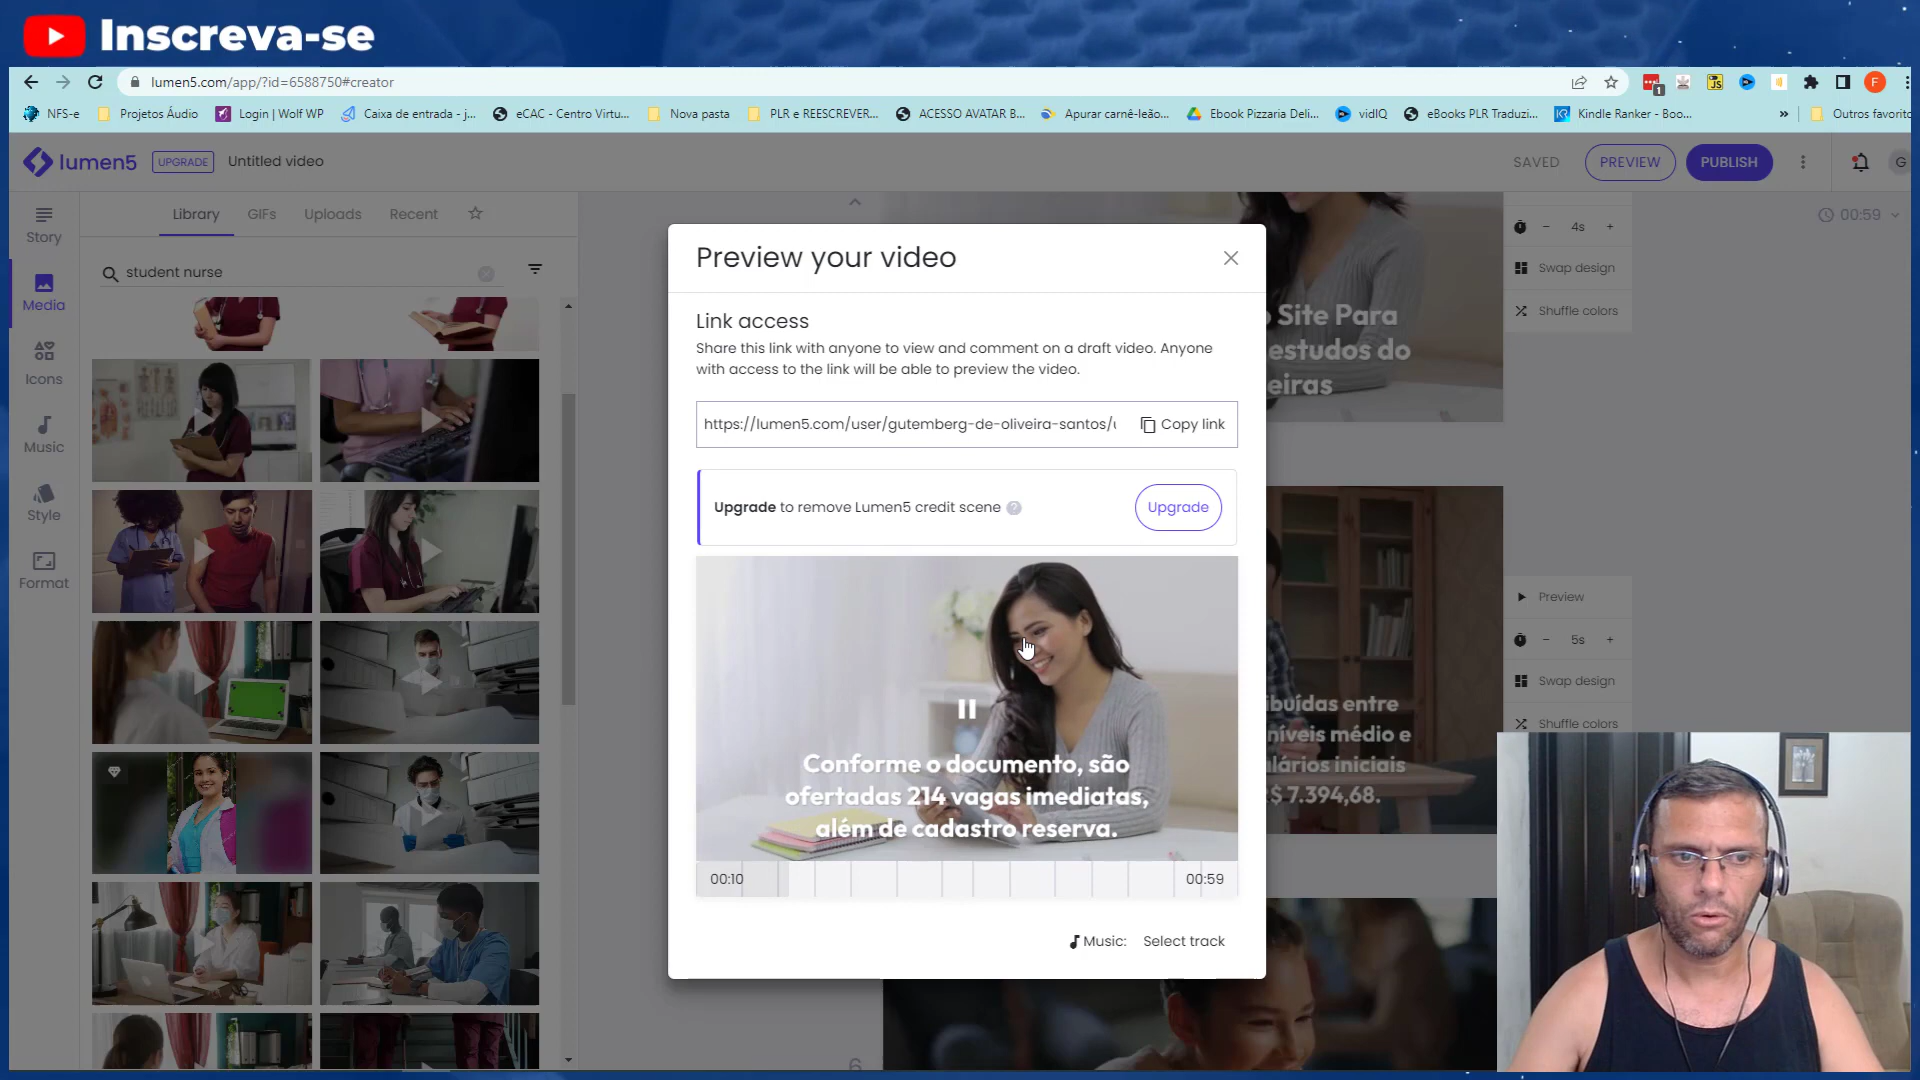 Inscreva-se
lumen5.com/app/?id=6588750#creator
1
JS
F
NFS-e
Projetos Áudio
Login | Wolf WP
Caixa de entrada - j...
eCAC - Centro Virtu...
Nova pasta
PLR e REESCREVER...
ACESSO AVATAR B...
Apurar carnê-leão...
Ebook Pizzaria Deli...
vidIQ
eBooks PLR Traduzi...
Kindle Ranker - Boo...
»
Outros favorito
lumen5
UPGRADE
Untitled video
SAVED
PREVIEW
PUBLISH
G
Story
Media
Icons
Music
Style
Format
Library
GIFs
Uploads
Recent
student nurse
Preview your video
Link access
Share this link with anyone to view and comment on a draft video. Anyone
with access to the link will be able to preview the video.
https://lumen5.com/user/gutemberg-de-oliveira-santos/
Copy link
Upgrade to remove Lumen5 credit scene ?
Upgrade
Conforme o documento, são
ofertadas 214 vagas imediatas,
além de cadastro reserva.
00:10
00:59
Music: Select track
Site Para
estudos do
eiras
00:59
- 4s +
Swap design
Shuffle colors
Preview
- 5s +
Swap design
Shuffle colors
ibuídas entre
níveis médio e
alários iniciais
$ 7.394,68.
6